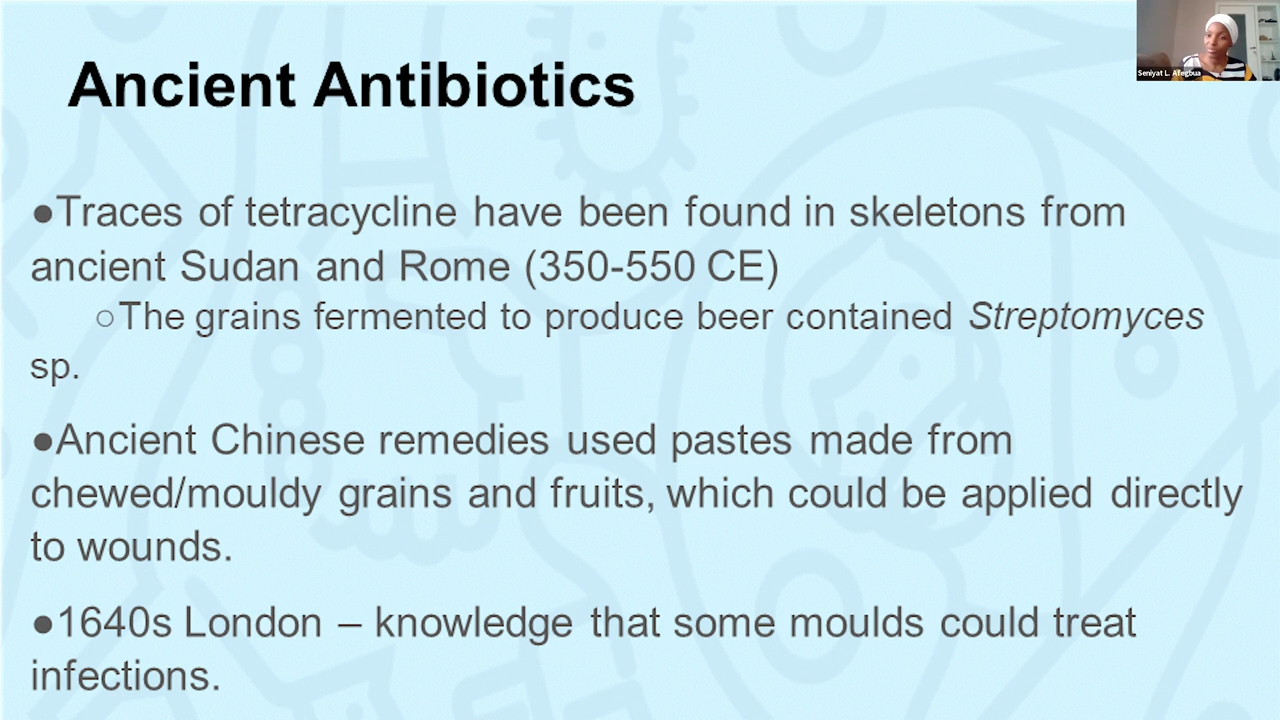 Ancient Antibiotics
Seniyat L. Afegbua
●Traces of tetracycline have been found in skeletons from
ancient Sudan and Rome (350-550 CE)
○The grains fermented to produce beer contained Streptomyces
sp.
●Ancient Chinese remedies used pastes made from
chewed/mouldy grains and fruits, which could be applied directly
to wounds.
●1640s London – knowledge that some moulds could treat
infections.